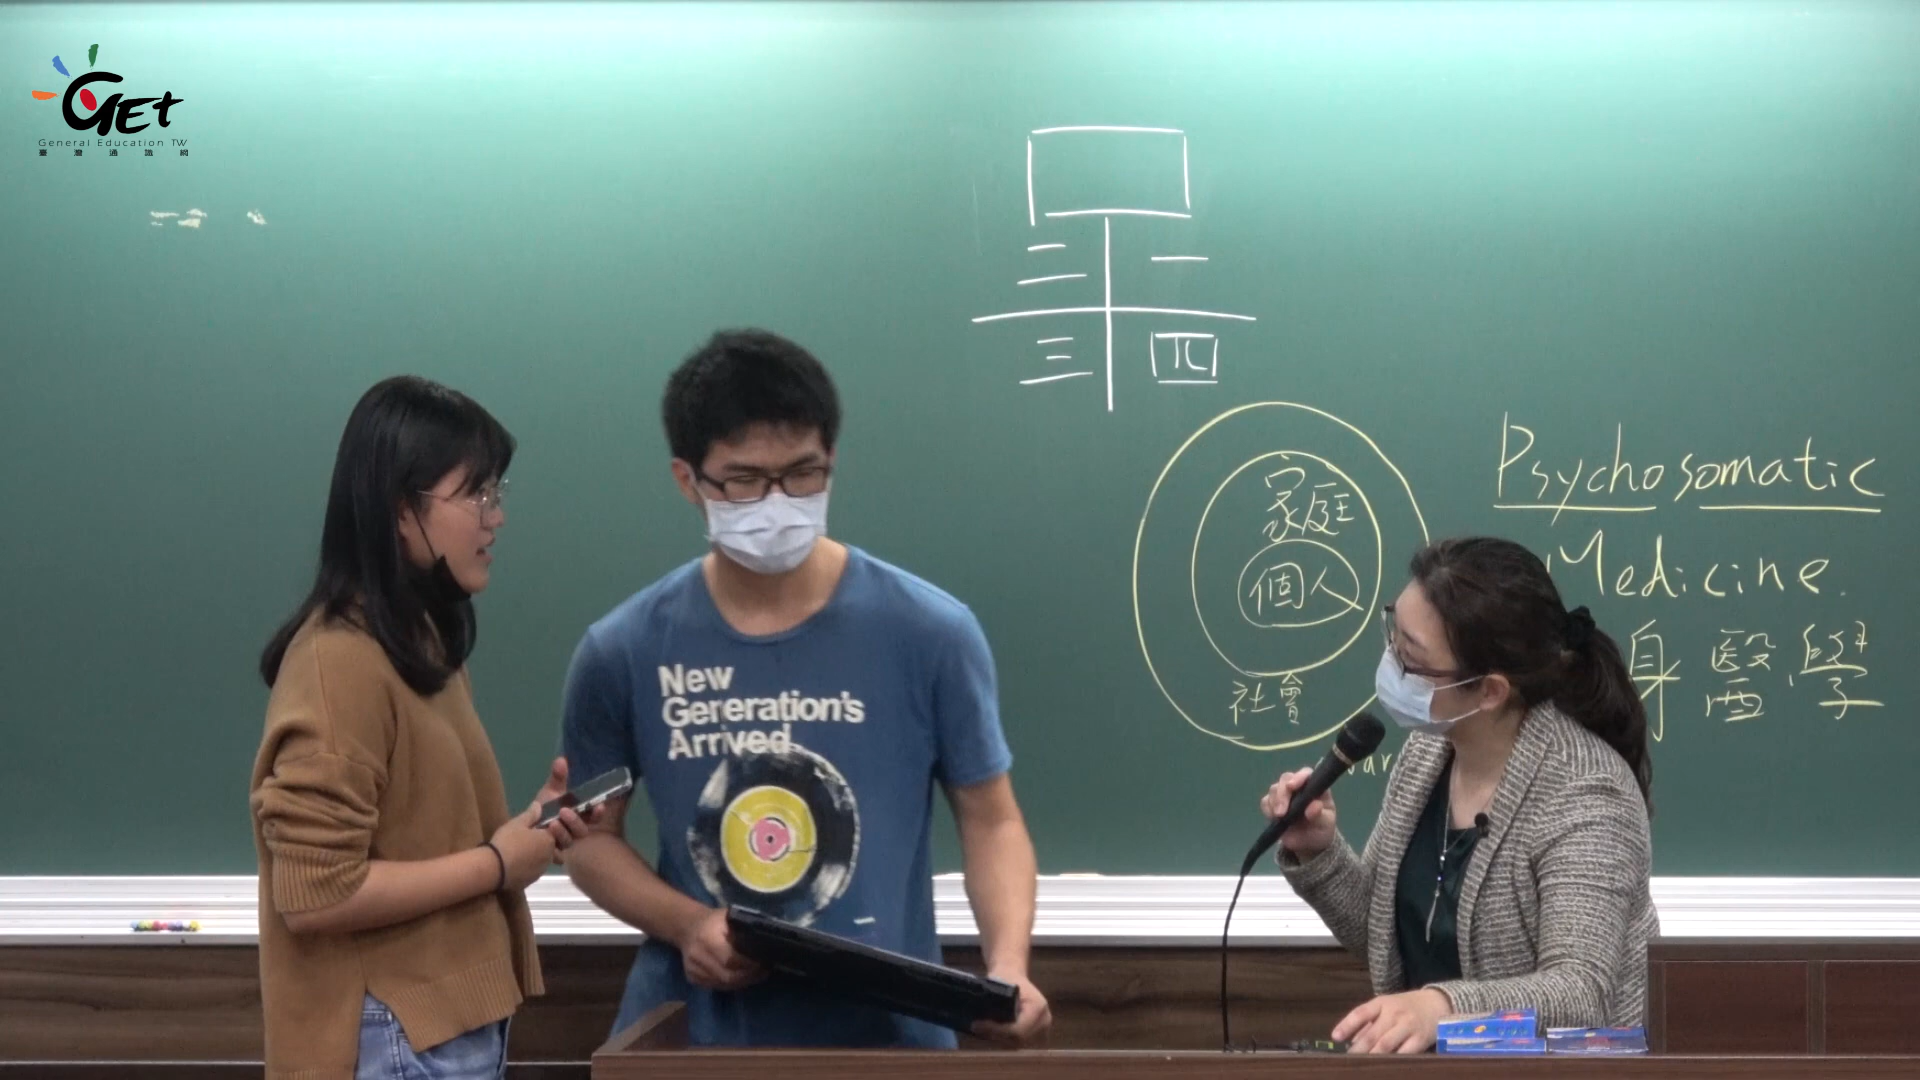 GET
General Education TW
臺灣通識網
二 一
三 四
家庭
個人
社會
Psychosomatic
Medicine.
身醫學
New
Generation's
Arrived